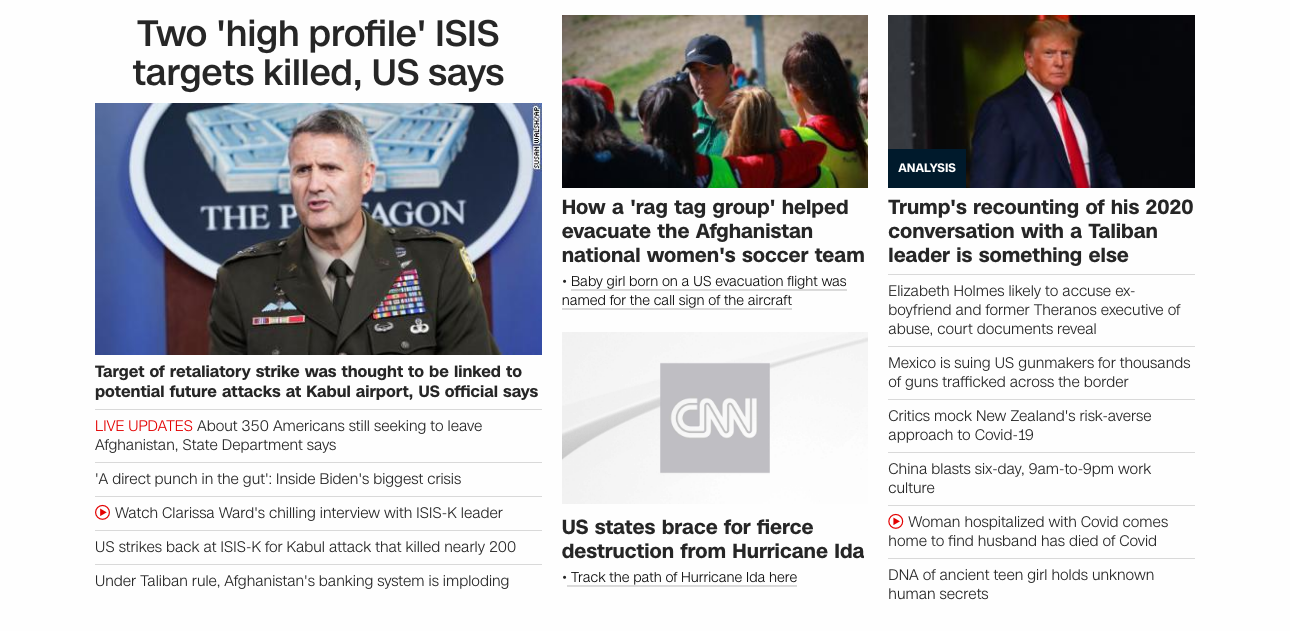 Two 'high profile' ISIS
targets killed, US says
SUSAN WALSH/AP
THE P TAGON
Target of retaliatory strike was thought to be linked to
potential future attacks at Kabul airport, US official says
LIVE UPDATES About 350 Americans still seeking to leave
Afghanistan, State Department says
'A direct punch in the gut': Inside Biden's biggest crisis
Watch Clarissa Ward's chilling interview with ISIS-K leader
US strikes back at ISIS-K for Kabul attack that killed nearly 200
Under Taliban rule, Afghanistan's banking system is imploding
How a 'rag tag group' helped
evacuate the Afghanistan
national women's soccer team
• Baby girl born on a US evacuation flight was
named for the call sign of the aircraft
CNN
US states brace for fierce
destruction from Hurricane Ida
• Track the path of Hurricane Ida here
ANALYSIS
Trump's recounting of his 2020
conversation with a Taliban
leader is something else
Elizabeth Holmes likely to accuse ex-
boyfriend and former Theranos executive of
abuse, court documents reveal
Mexico is suing US gunmakers for thousands
of guns trafficked across the border
Critics mock New Zealand's risk-averse
approach to Covid-19
China blasts six-day, 9am-to-9pm work
culture
Woman hospitalized with Covid comes
home to find husband has died of Covid
DNA of ancient teen girl holds unknown
human secrets